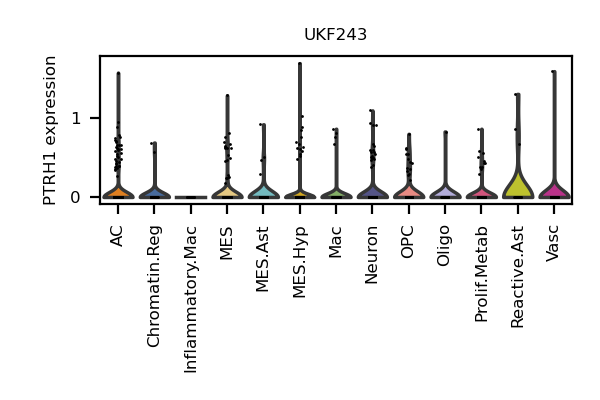 UKF243
PTRH1 expression
1
0
AC
Chromatin.Reg
Inflammatory.Mac
MES
MES.Ast
MES.Hyp
Mac
Neuron
OPC
Oligo
Prolif.Metab
Reactive.Ast
Vasc